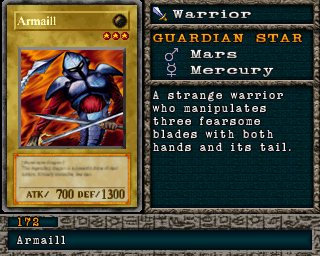 Armaill
ATK/ 700 DEF/1300
Warrior
GUARDIAN STAR
Mars
Mercury
A strange warrior
who manipulates
three fearsome
blades with both
hands and its tail.
172
Armaill